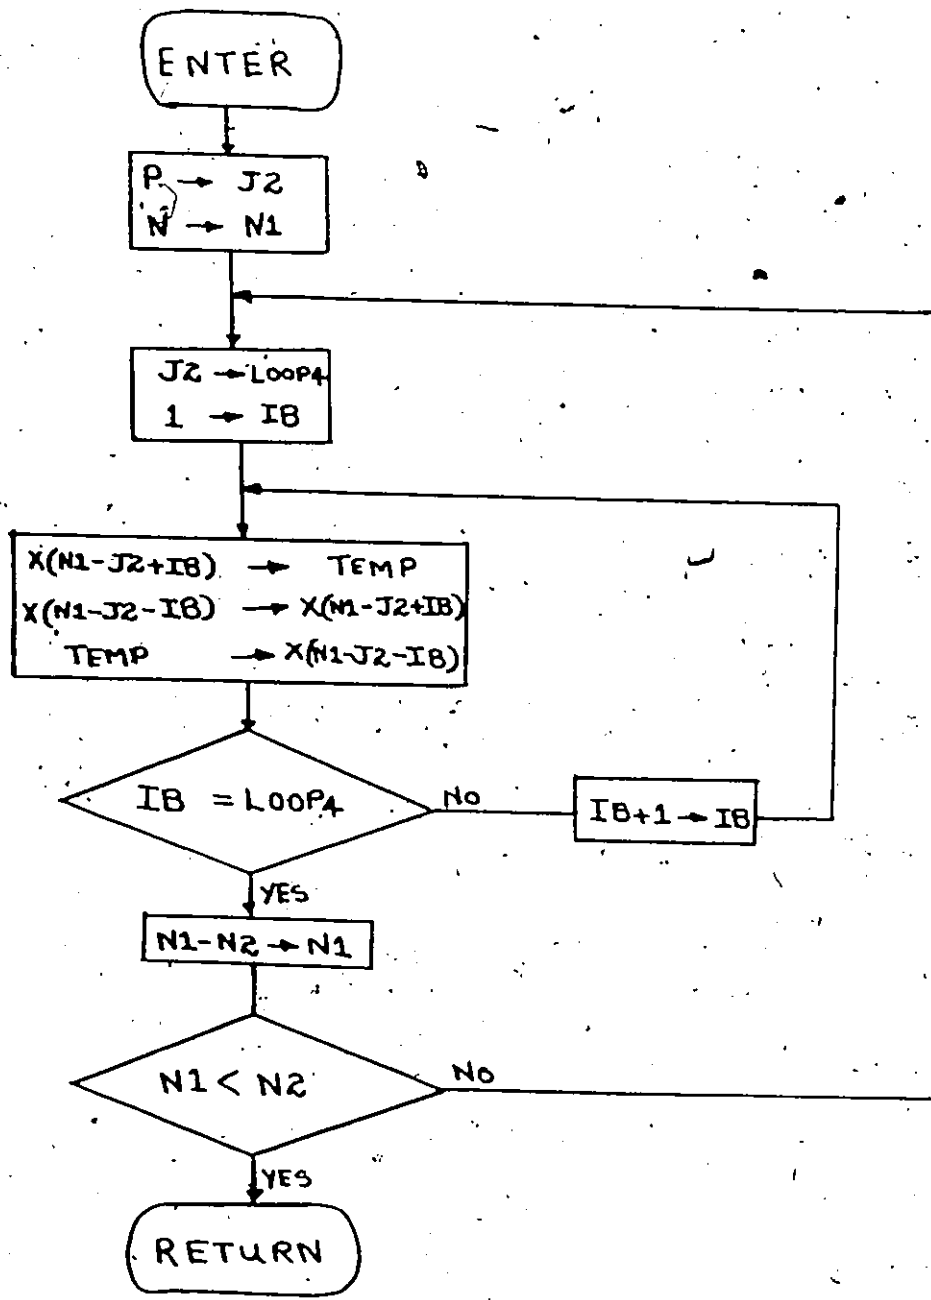 ENTER
P → J2
N → N1
J2 → LOOP4
1 → IB
X(N1-J2+IB) → TEMP
X(N1-J2-IB) → X(N1-J2+IB)
TEMP → X(N1-J2-IB)
IB = LOOP4
NO
IB+1 → IB
YES
N1-N2 → N1
N1 < N2
NO
YES
RETURN